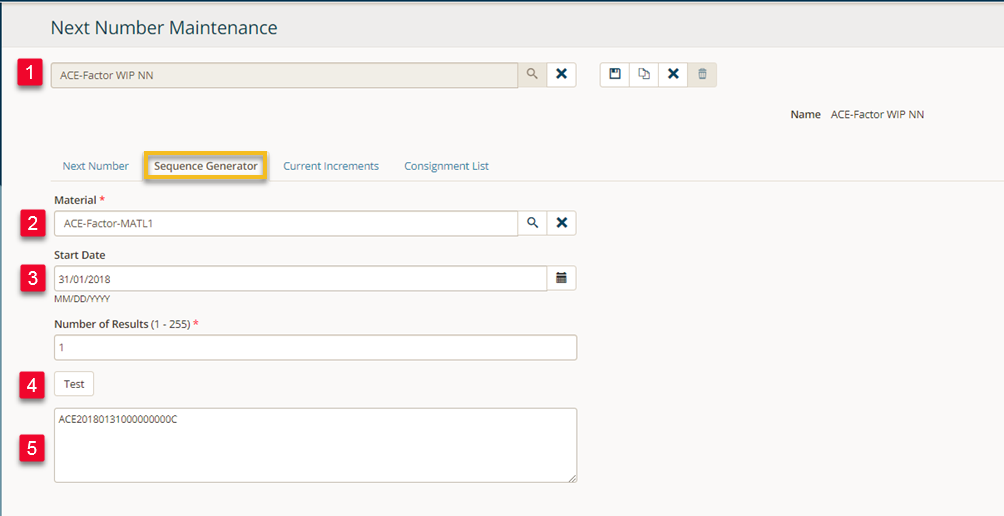 Next Number Maintenance
1
ACE-Factor WIP NN
Name ACE-Factor WIP NN
Next Number Sequence Generator Current Increments Consignment List
Material *
2
ACE-Factor-MATL1
Start Date
3
31/01/2018
MM/DD/YYYY
Number of Results (1 - 255) *
1
4
Test
ACE20180131000000000C
5